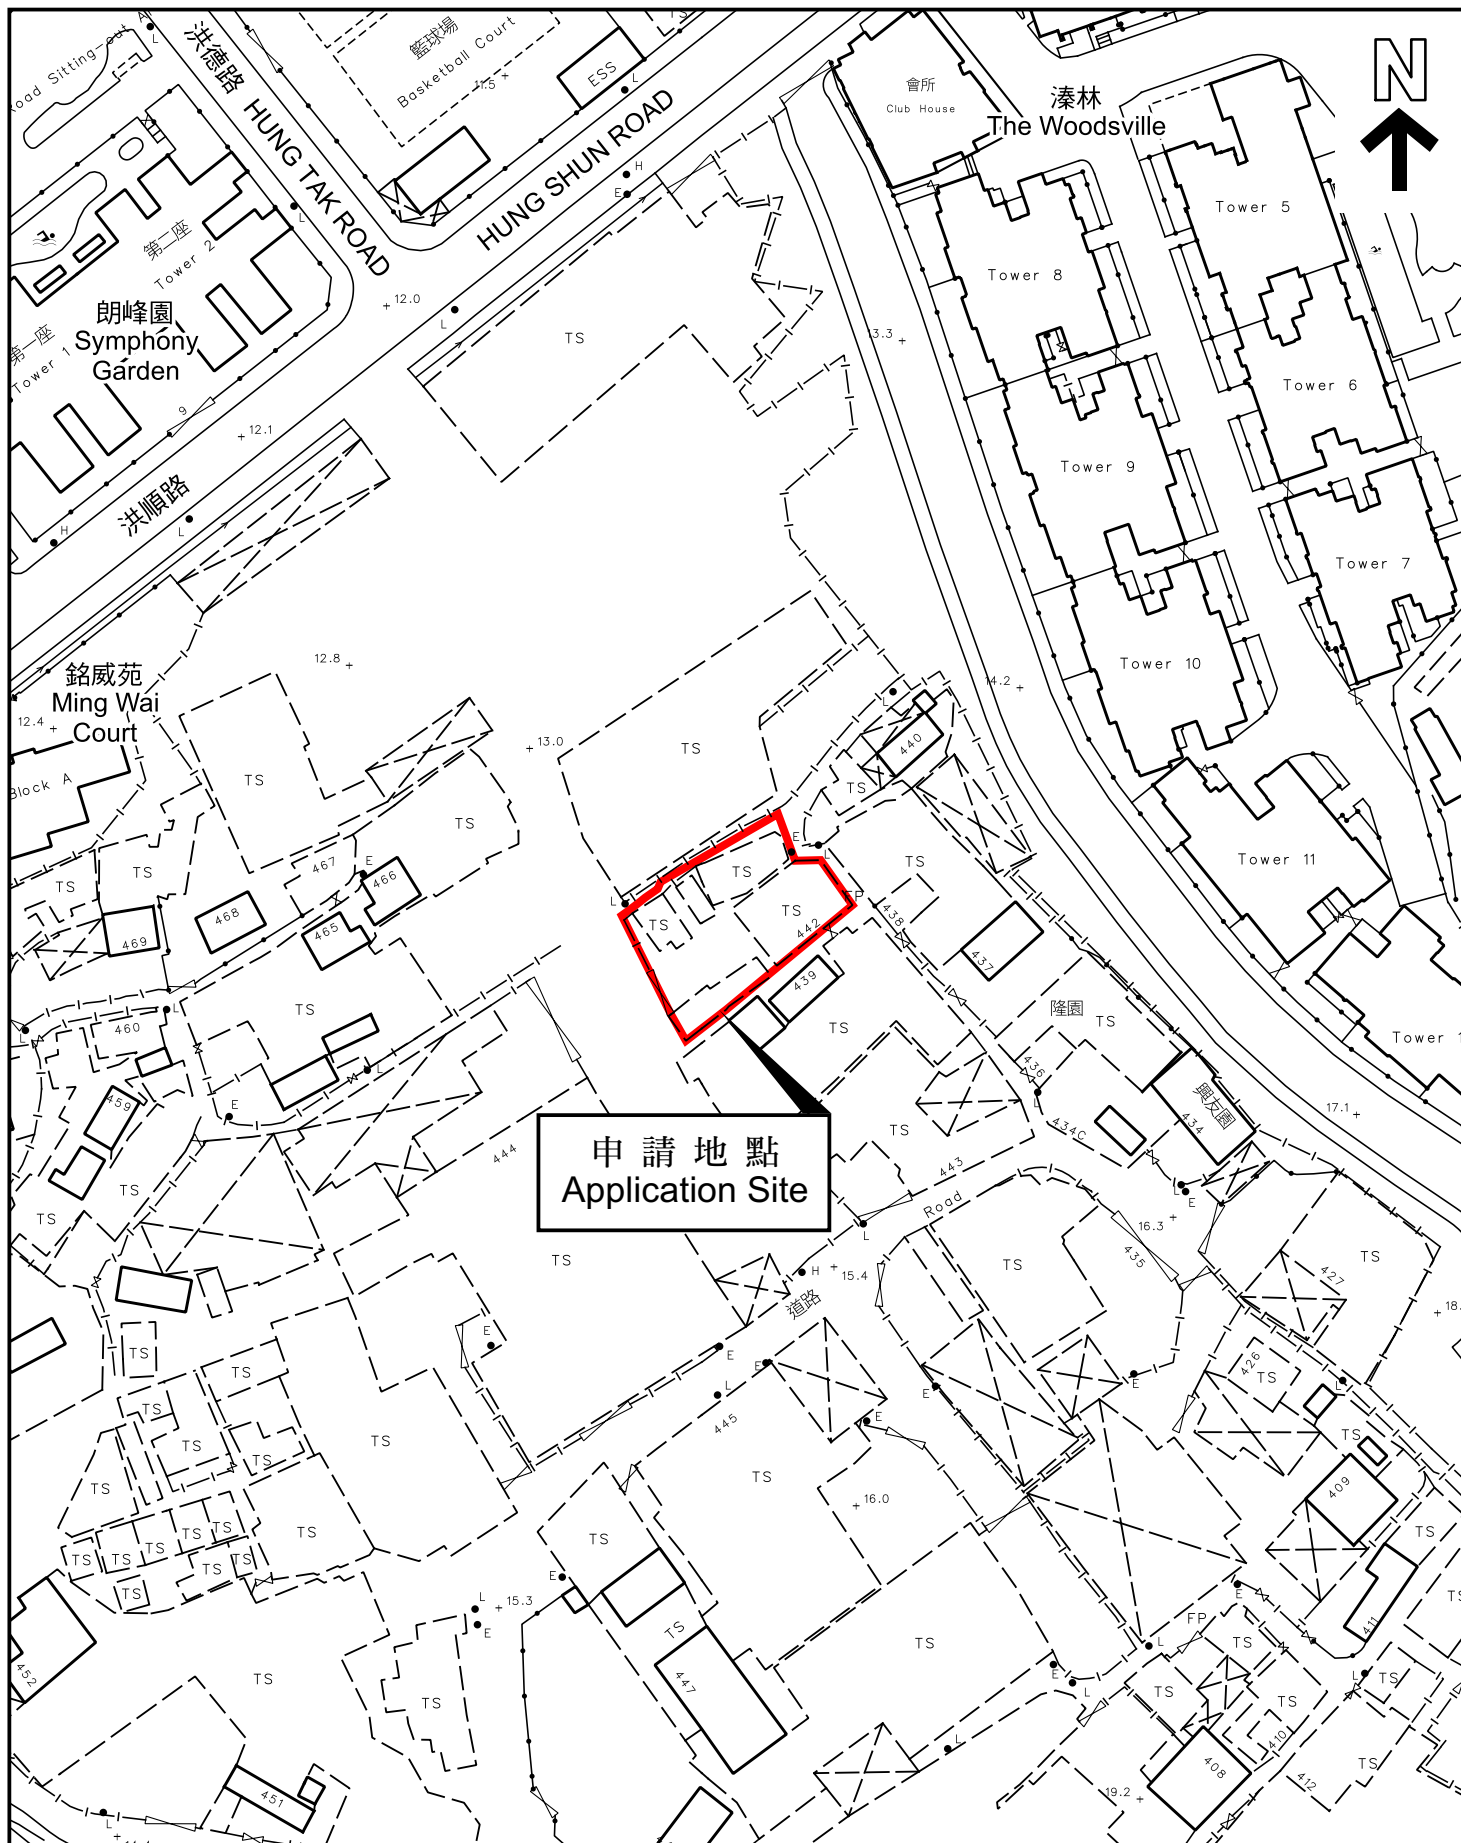 洪德路 HUNG TAK ROAD
籃球場
Basketball Court
11.5
ESS
L
HUNG SHUN ROAD
H
E
會所
Club House
溱林
The Woodsville
N
Tower 5
Tower 8
Tower 6
Tower 9
Tower 7
Tower 10
Tower 11
第二座
Tower 2
第一座
Tower 1
朗峰園
Symphony
Garden
9
12.0
12.1
洪順路
TS
13.3
12.8
銘威苑
Ming Wai
Court
12.4
Block A
13.0
14.2
440
467
466
468
465
469
442
438
437
439
460
459
隆園
436
興友園
434
434C
17.1
申請地點
Application Site
444
443
Road
道路
15.4
16.3
435
427
426
445
16.0
409
411
15.3
447
452
451
FP
410
408
412
19.2